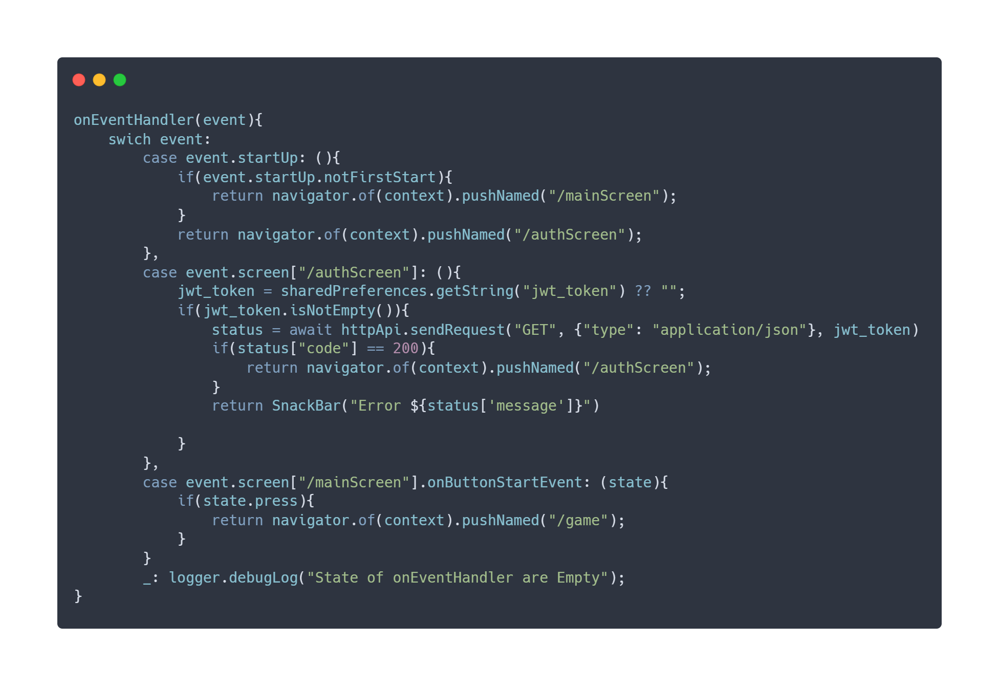 onEventHandler(event){
    swich event:
        case event.startUp: (){
            if(event.startUp.notFirstStart){
                return navigator.of(context).pushNamed("/mainScreen");
            }
            return navigator.of(context).pushNamed("/authScreen");
        },
        case event.screen["/authScreen"]: (){
            jwt_token = sharedPreferences.getString("jwt_token") ?? "";
            if(jwt_token.isNotEmpty()){
                status = await httpApi.sendRequest("GET", {"type": "application/json"}, jwt_token)
                if(status["code"] == 200){
                    return navigator.of(context).pushNamed("/authScreen");
                }
                return SnackBar("Error ${status['message']}")

            }
        },
        case event.screen["/mainScreen"].onButtonStartEvent: (state){
            if(state.press){
                return navigator.of(context).pushNamed("/game");
            }
        }
        _: logger.debugLog("State of onEventHandler are Empty");
}